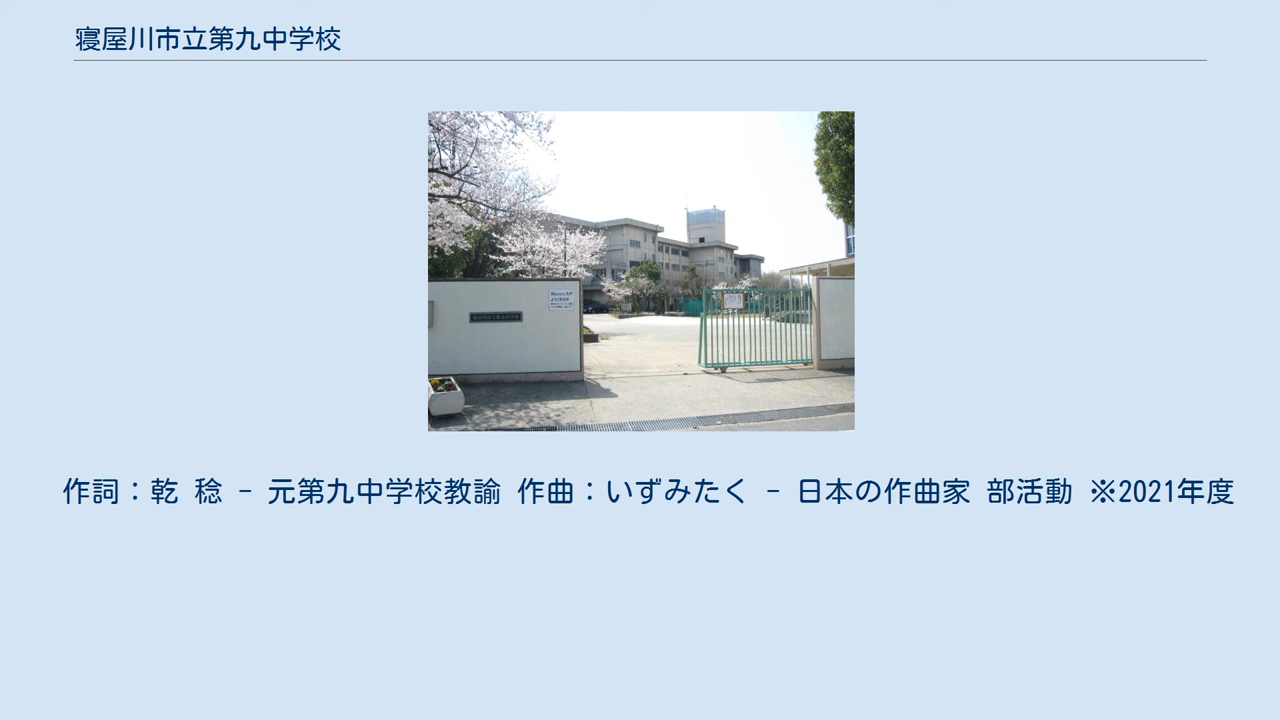 寝屋川市立第九中学校
作詞：乾 稔 - 元第九中学校教諭 作曲：いずみたく - 日本の作曲家 部活動 ※2021年度